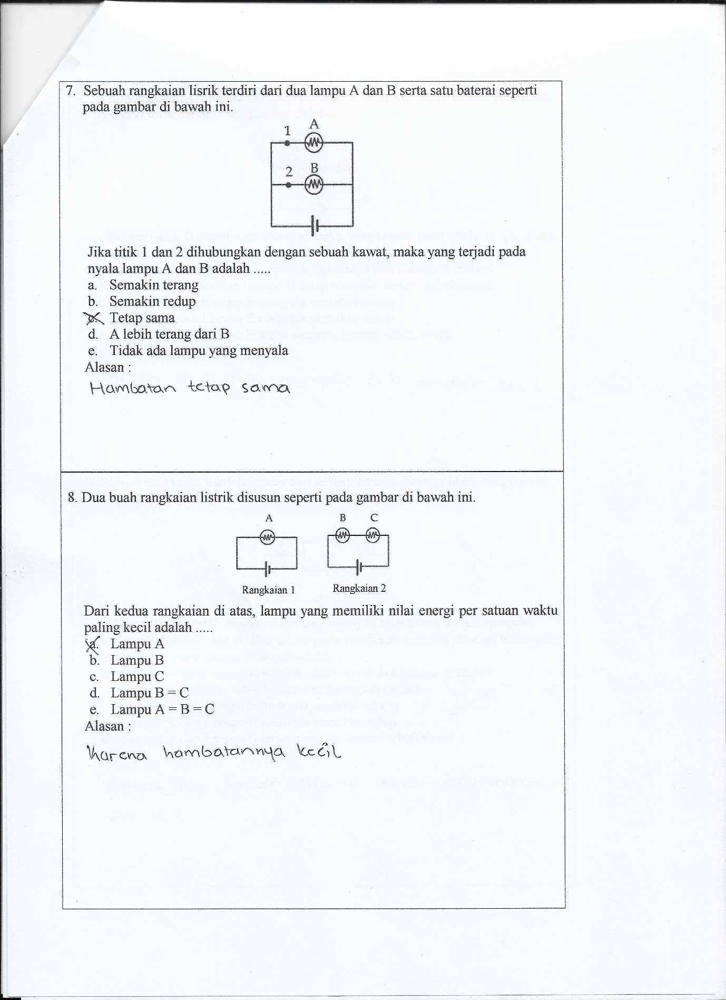 7. Sebuah rangkaian lisrik terdiri dari dua lampu A dan B serta satu baterai seperti
pada gambar di bawah ini.
1 A
2 B
Jika titik 1 dan 2 dihubungkan dengan sebuah kawat, maka yang terjadi pada
nyala lampu A dan B adalah .....
a. Semakin terang
b. Semakin redup
c. Tetap sama
d. A lebih terang dari B
e. Tidak ada lampu yang menyala
Alasan :
Hambatan tetap sama
8. Dua buah rangkaian listrik disusun seperti pada gambar di bawah ini.
A B C
Rangkaian 1 Rangkaian 2
Dari kedua rangkaian di atas, lampu yang memiliki nilai energi per satuan waktu
paling kecil adalah .....
a. Lampu A
b. Lampu B
c. Lampu C
d. Lampu B = C
e. Lampu A = B = C
Alasan :
Karena hambatannya kecil